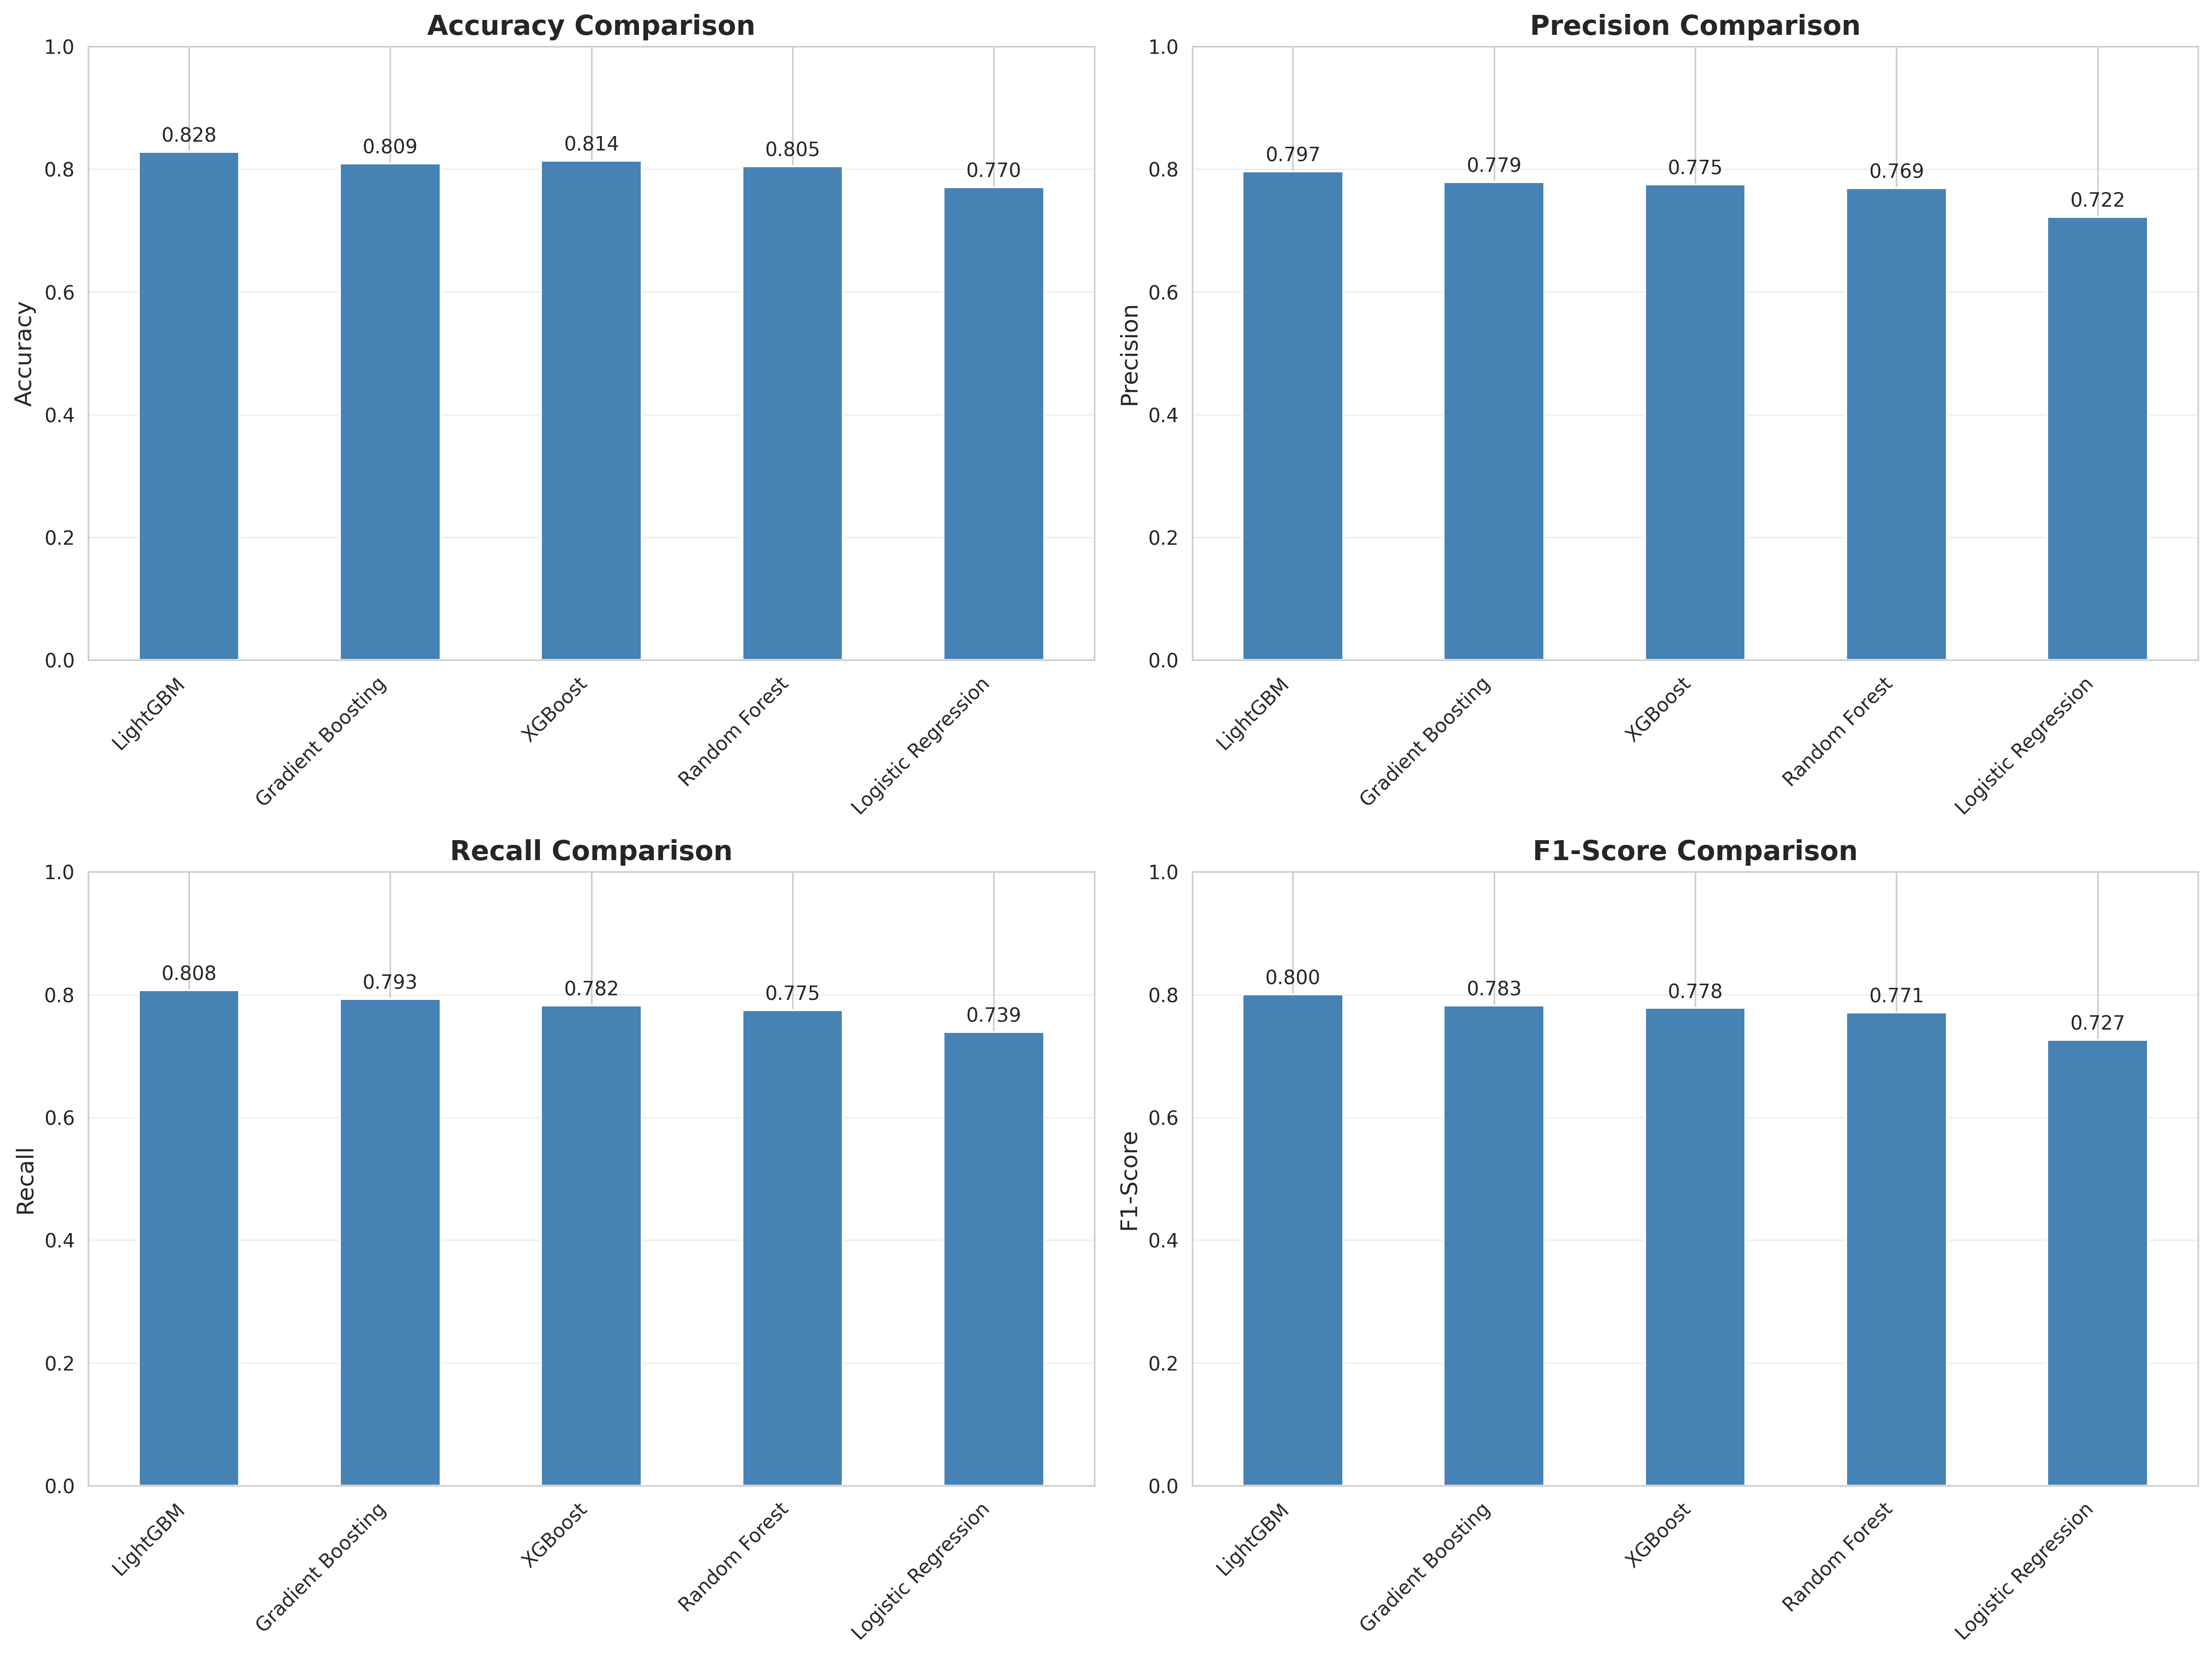 Accuracy Comparison
Accuracy
1.0
0.8
0.6
0.4
0.2
0.0
0.828
0.809
0.814
0.805
0.770
LightGBM
Gradient Boosting
XGBoost
Random Forest
Logistic Regression
Precision Comparison
Precision
1.0
0.8
0.6
0.4
0.2
0.0
0.797
0.779
0.775
0.769
0.722
LightGBM
Gradient Boosting
XGBoost
Random Forest
Logistic Regression
Recall Comparison
Recall
1.0
0.8
0.6
0.4
0.2
0.0
0.808
0.793
0.782
0.775
0.739
LightGBM
Gradient Boosting
XGBoost
Random Forest
Logistic Regression
F1-Score Comparison
F1-Score
1.0
0.8
0.6
0.4
0.2
0.0
0.800
0.783
0.778
0.771
0.727
LightGBM
Gradient Boosting
XGBoost
Random Forest
Logistic Regression